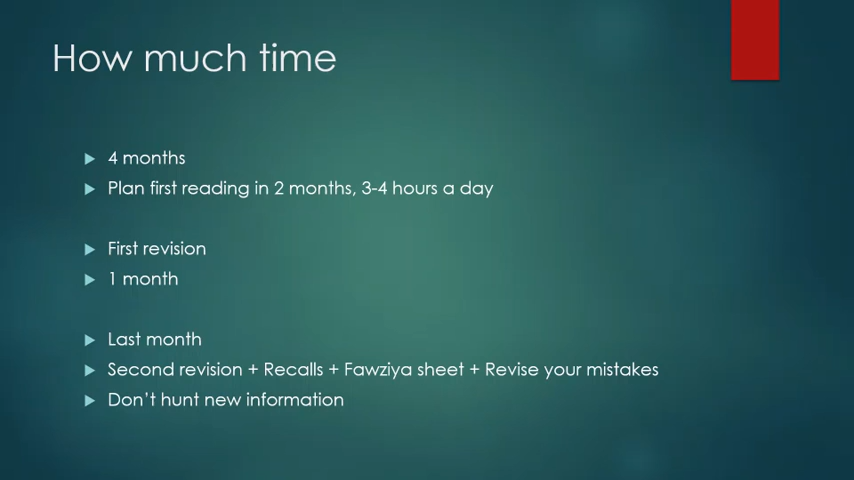 How much time
4 months
Plan first reading in 2 months, 3-4 hours a day
First revision
1 month
Last month
Second revision + Recalls + Fawziya sheet + Revise your mistakes
Don’t hunt new information